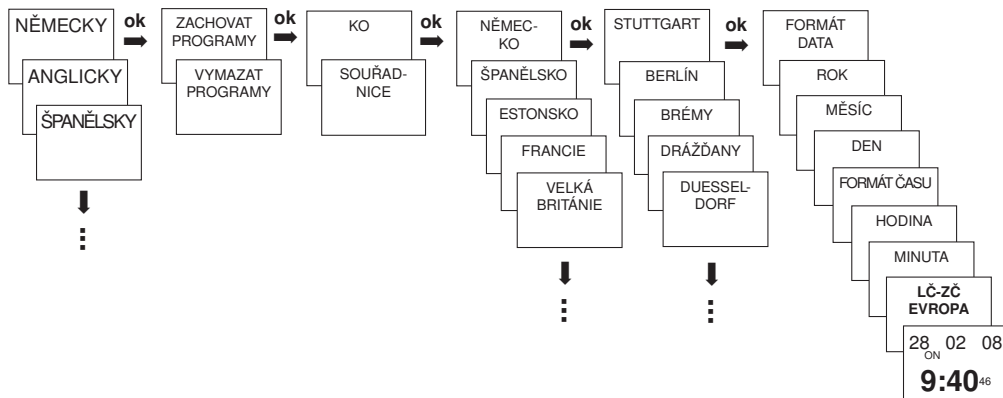 NĚMECKY
ANGLICKY
ŠPANĚLSKY
ok
ZACHOVAT
PROGRAMY
VYMAZAT
PROGRAMY
ok
KO
SOUŘAD-
NICE
ok
NĚMEC-
KO
ŠPANĚLSKO
ESTONSKO
FRANCIE
VELKÁ
BRITÁNIE
ok
STUTTGART
BERLÍN
BRÉMY
DRÁŽĎANY
DUESSEL-
DORF
ok
FORMÁT
DATA
ROK
MĚSÍC
DEN
FORMÁT ČASU
HODINA
MINUTA
LČ-ZČ
EVROPA
28 02 08
ON
9:40 46